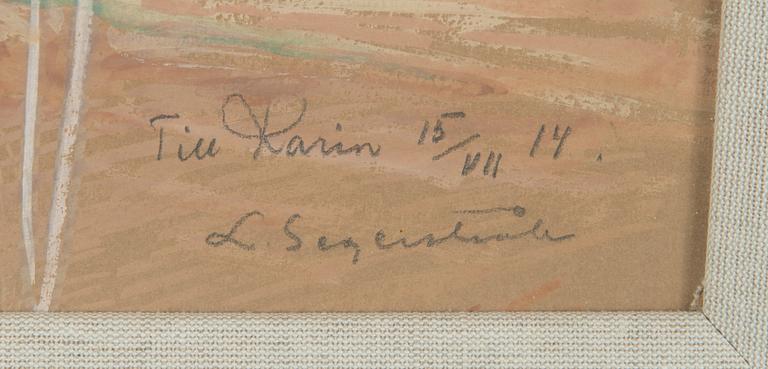 Till Karin 15/VII 14.
L. Segerstråle